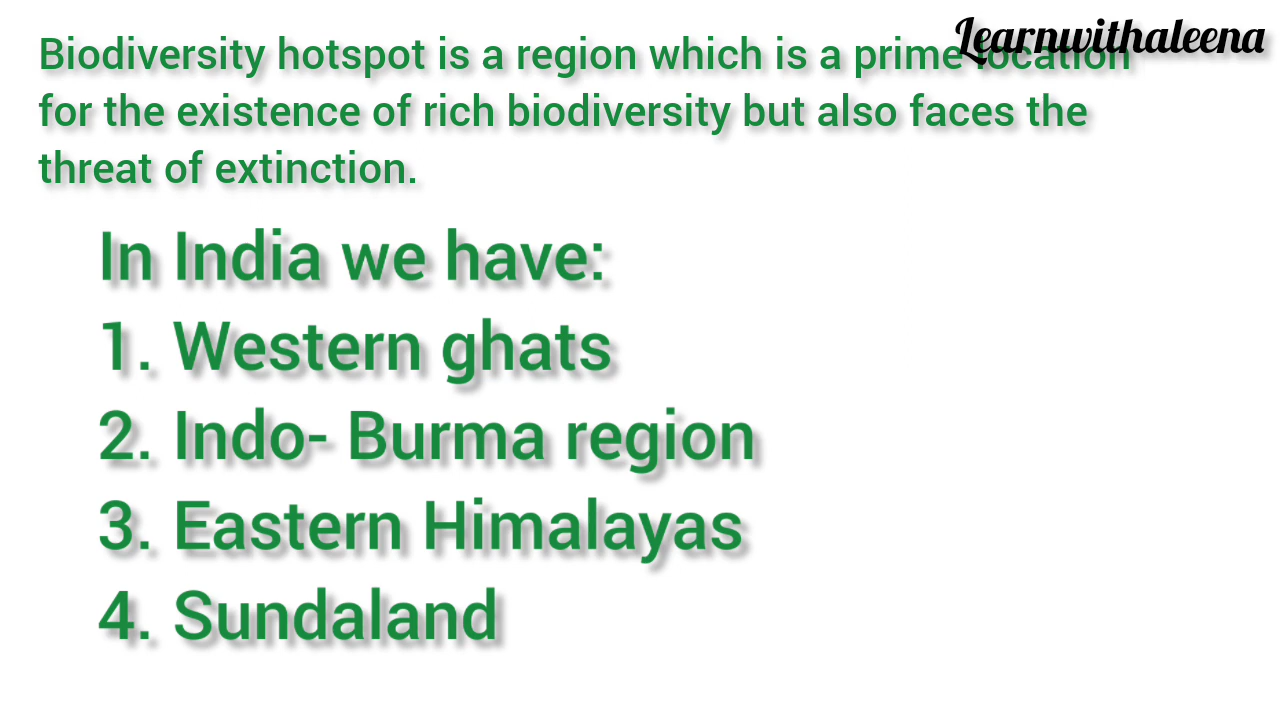 Learnwithaleena
Biodiversity hotspot is a region which is a prime location
for the existence of rich biodiversity but also faces the
threat of extinction.
In India we have:
1. Western ghats
2. Indo- Burma region
3. Eastern Himalayas
4. Sundaland